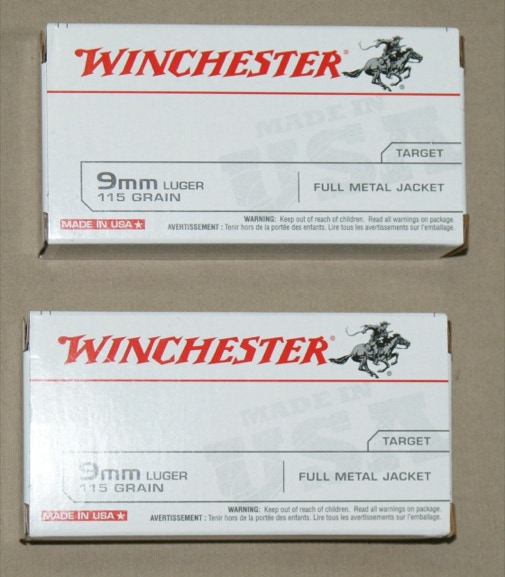 WINCHESTER®
MADE IN
USA
TARGET
9mm LUGER
115 GRAIN
FULL METAL JACKET
MADE IN USA★
WARNING: Keep out of reach of children. Read all warnings on package.
AVERTISSEMENT : Tenir hors de la portée des enfants. Lire tous les avertissements sur l'emballage.
WINCHESTER®
MADE IN
USA
TARGET
9mm LUGER
115 GRAIN
FULL METAL JACKET
MADE IN USA★
WARNING: Keep out of reach of children. Read all warnings on package.
AVERTISSEMENT : Tenir hors de la portée des enfants. Lire tous les avertissements sur l'emballage.